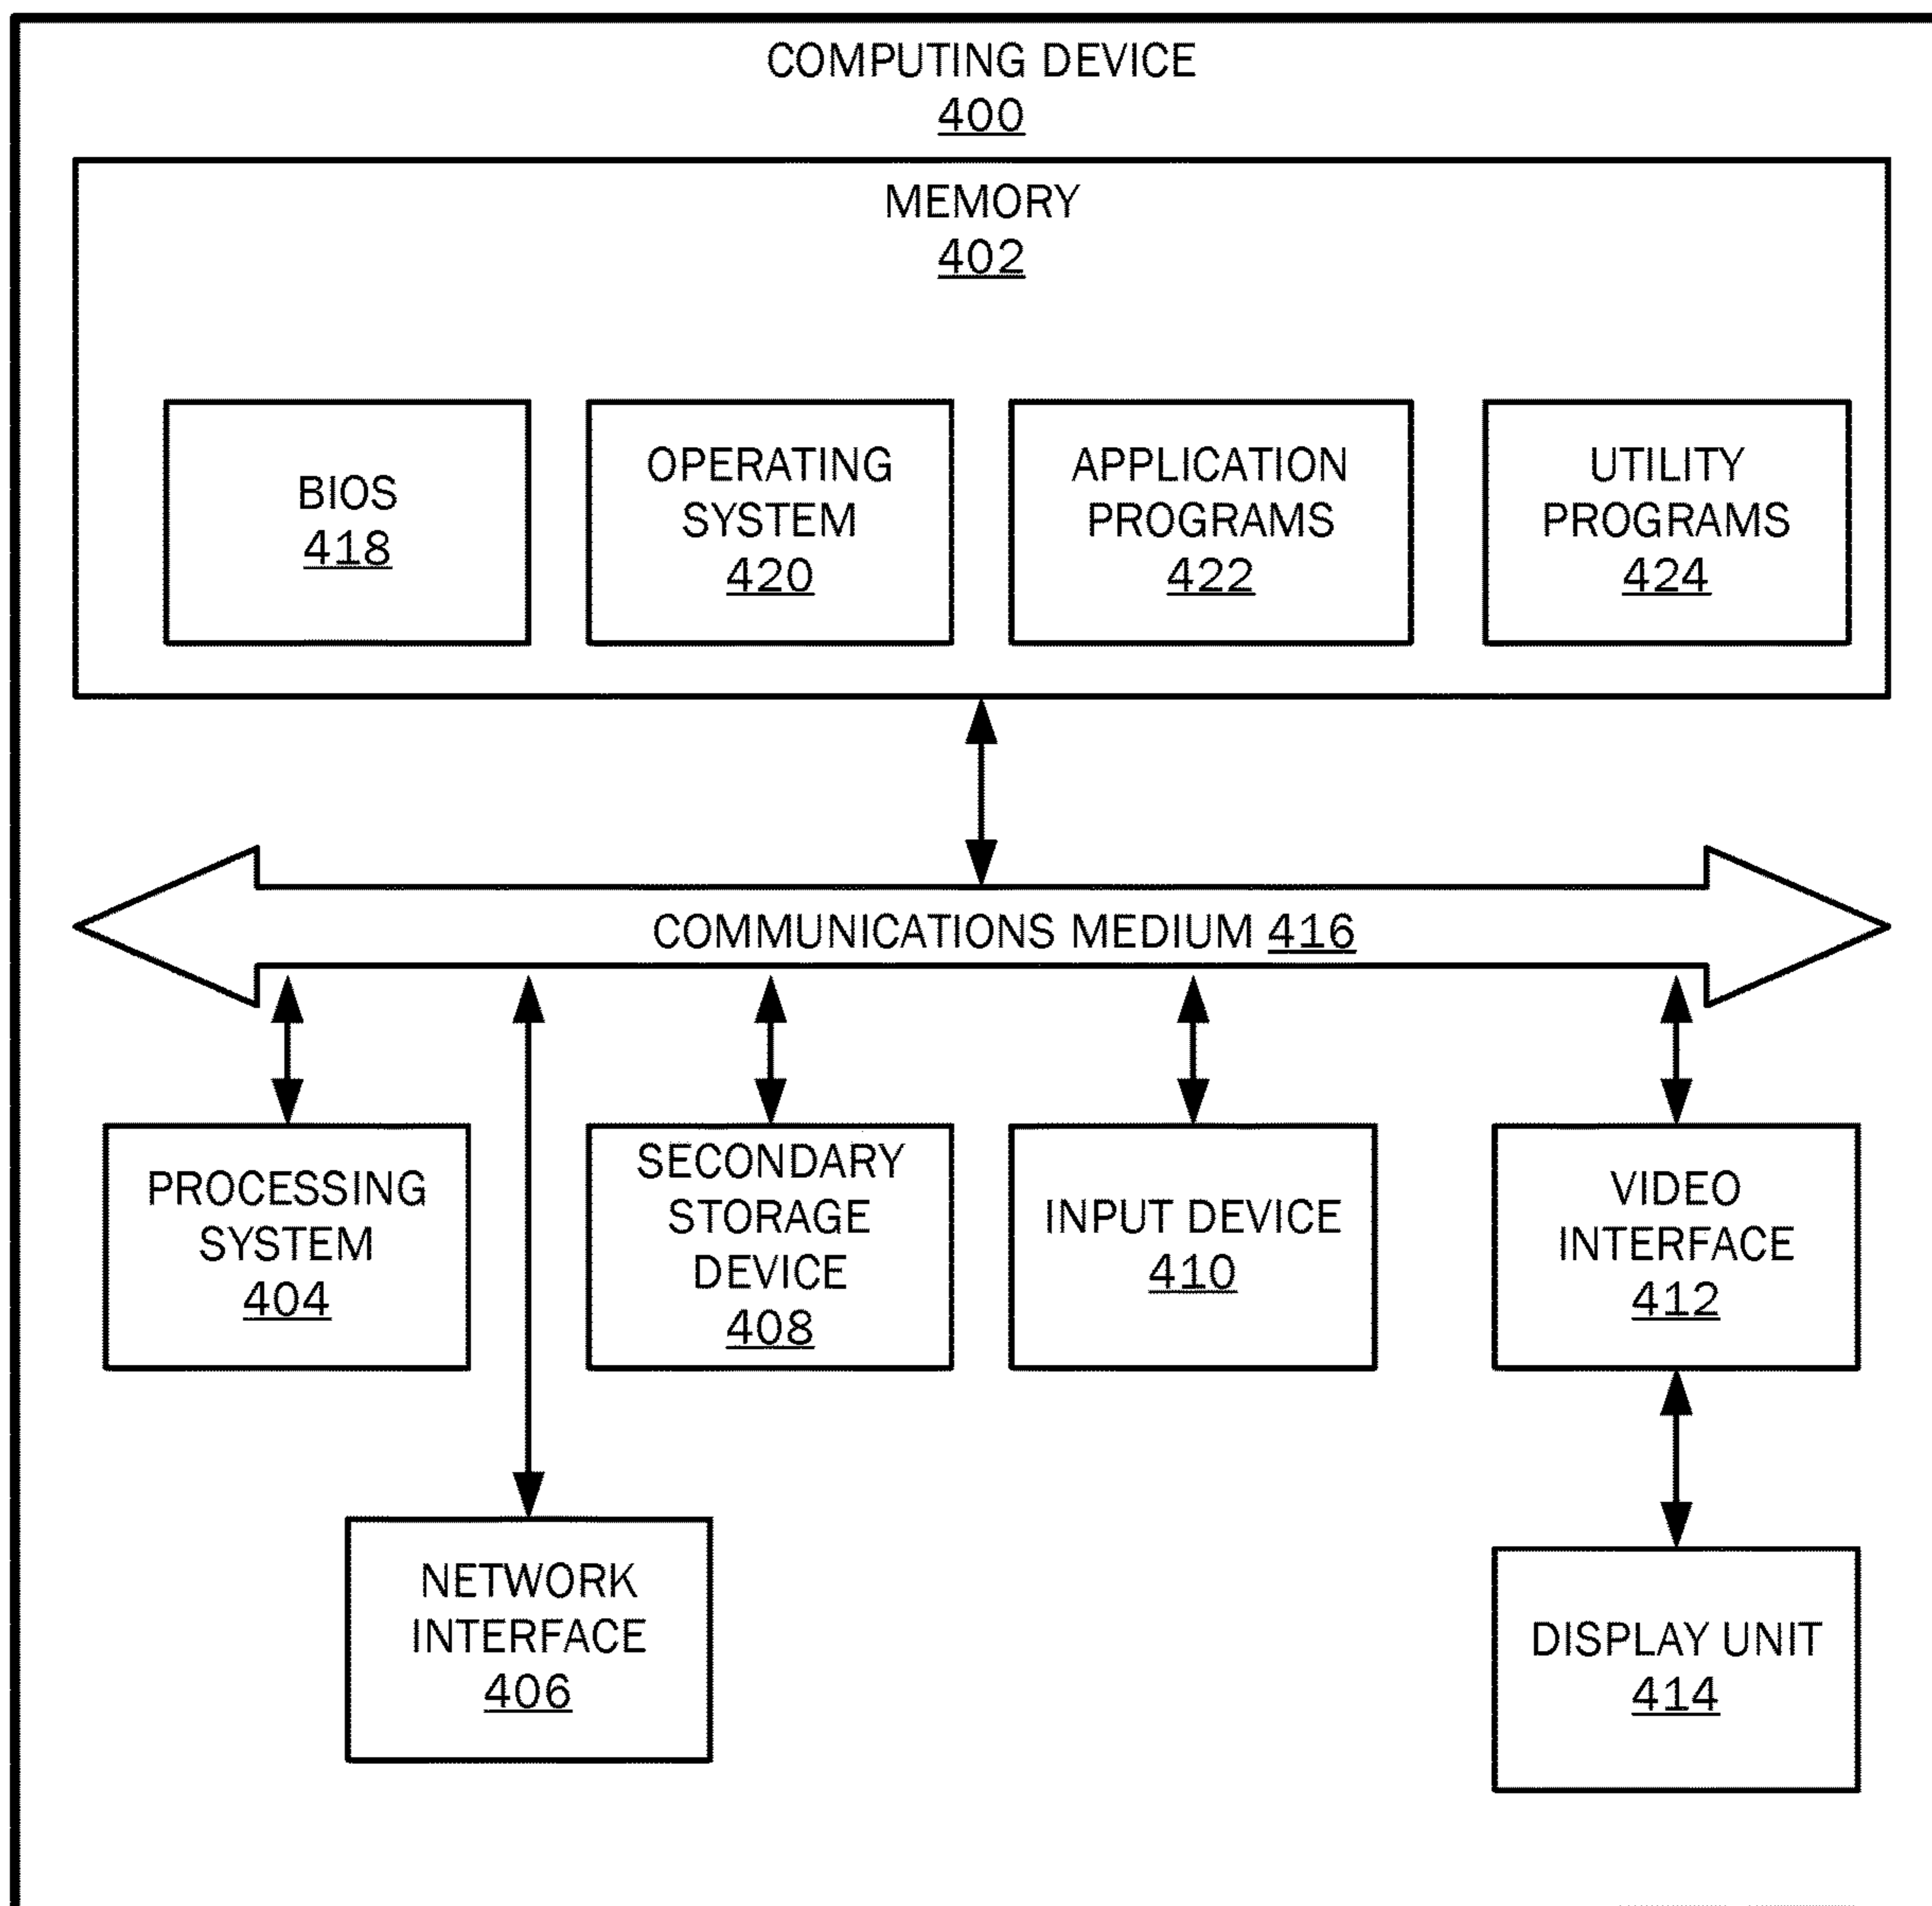 COMPUTING DEVICE
400
MEMORY
402
BIOS
418
OPERATING
SYSTEM
420
APPLICATION
PROGRAMS
422
UTILITY
PROGRAMS
424
COMMUNICATIONS MEDIUM 416
PROCESSING
SYSTEM
404
SECONDARY
STORAGE
DEVICE
408
INPUT DEVICE
410
VIDEO
INTERFACE
412
NETWORK
INTERFACE
406
DISPLAY UNIT
414